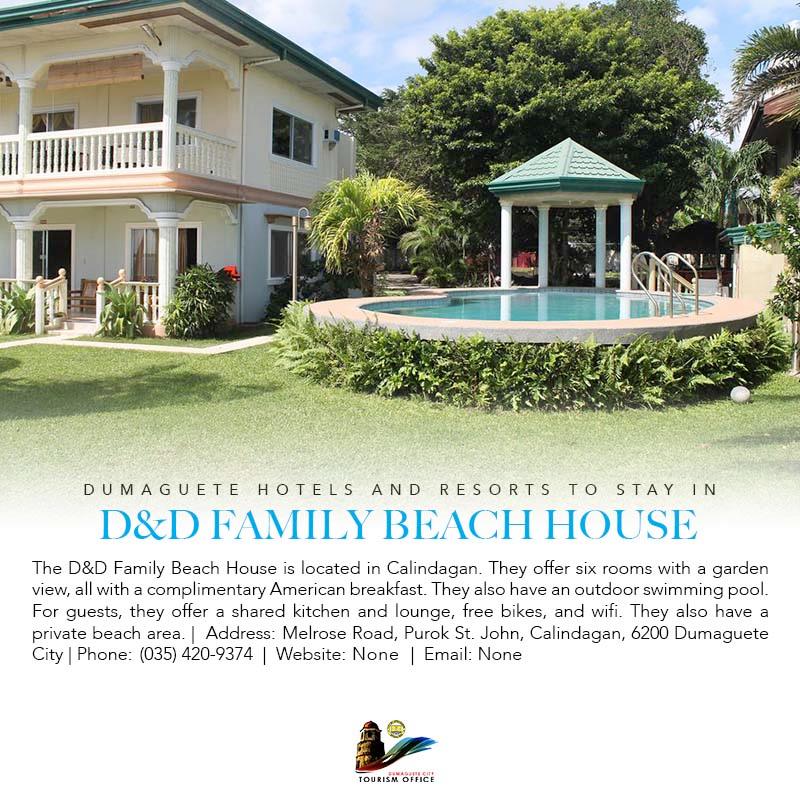 DUMAGUETE HOTELS AND RESORTS TO STAY IN
D&D FAMILY BEACH HOUSE
The D&D Family Beach House is located in Calindagan. They offer six rooms with a garden
view, all with a complimentary American breakfast. They also have an outdoor swimming pool.
For guests, they offer a shared kitchen and lounge, free bikes, and wifi. They also have a
private beach area. | Address: Melrose Road, Purok St. John, Calindagan, 6200 Dumaguete
City | Phone: (035) 420-9374 | Website: None | Email: None
DUMAGUETE CITY
TOURISM OFFICE